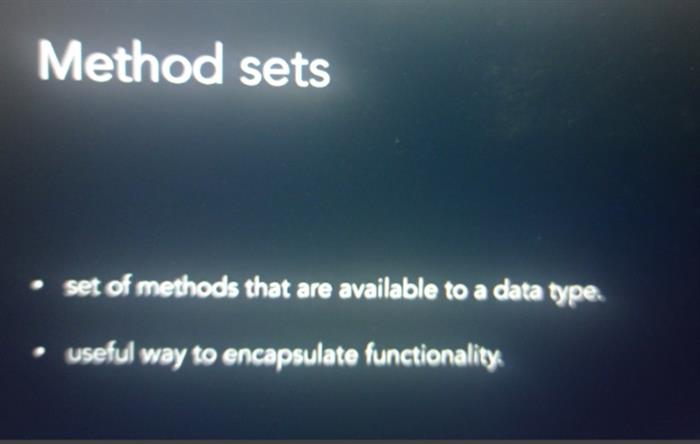 Method sets
• set of methods that are available to a data type.
• useful way to encapsulate functionality.